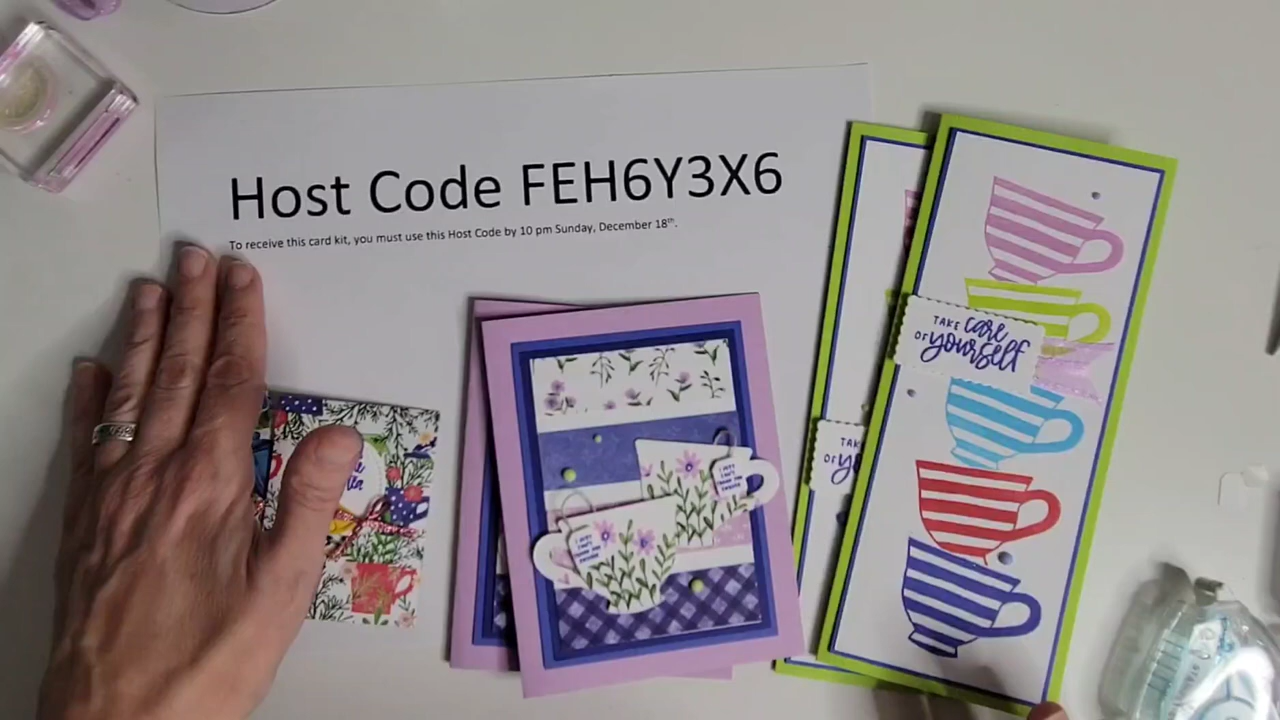 Host Code FEH6Y3X6
To receive this card kit, you must use this Host Code by 10 pm Sunday, December 18th.
TAKE care
OF yourself
TAK